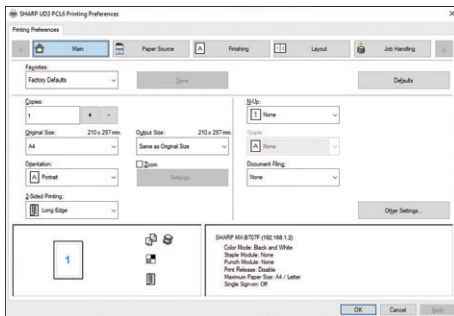 SHARP UD3 PCL6 Printing Preferences
Printing Preferences
Main Paper Source Finishing Layout Job Handling
Favorites:
Factory Defaults Save Defaults
Copies: N-Up:
1 + - 1 None
Original Size: 210 x 297 mm. Output Size: 210 x 297 mm. Staple:
A4 Same as Original Size A None
Orientation: Zoom Document Filing:
A Portrait Settings... None
2-Sided Printing:
Long Edge Other Settings...
1
SHARP MX-B707F (192.168.1.2)
Color Mode: Black and White
Staple Module: None
Punch Module: None
Print Release: Disable
Maximum Paper Size: A4 / Letter
Single Sign-on: Off
OK Cancel Apply